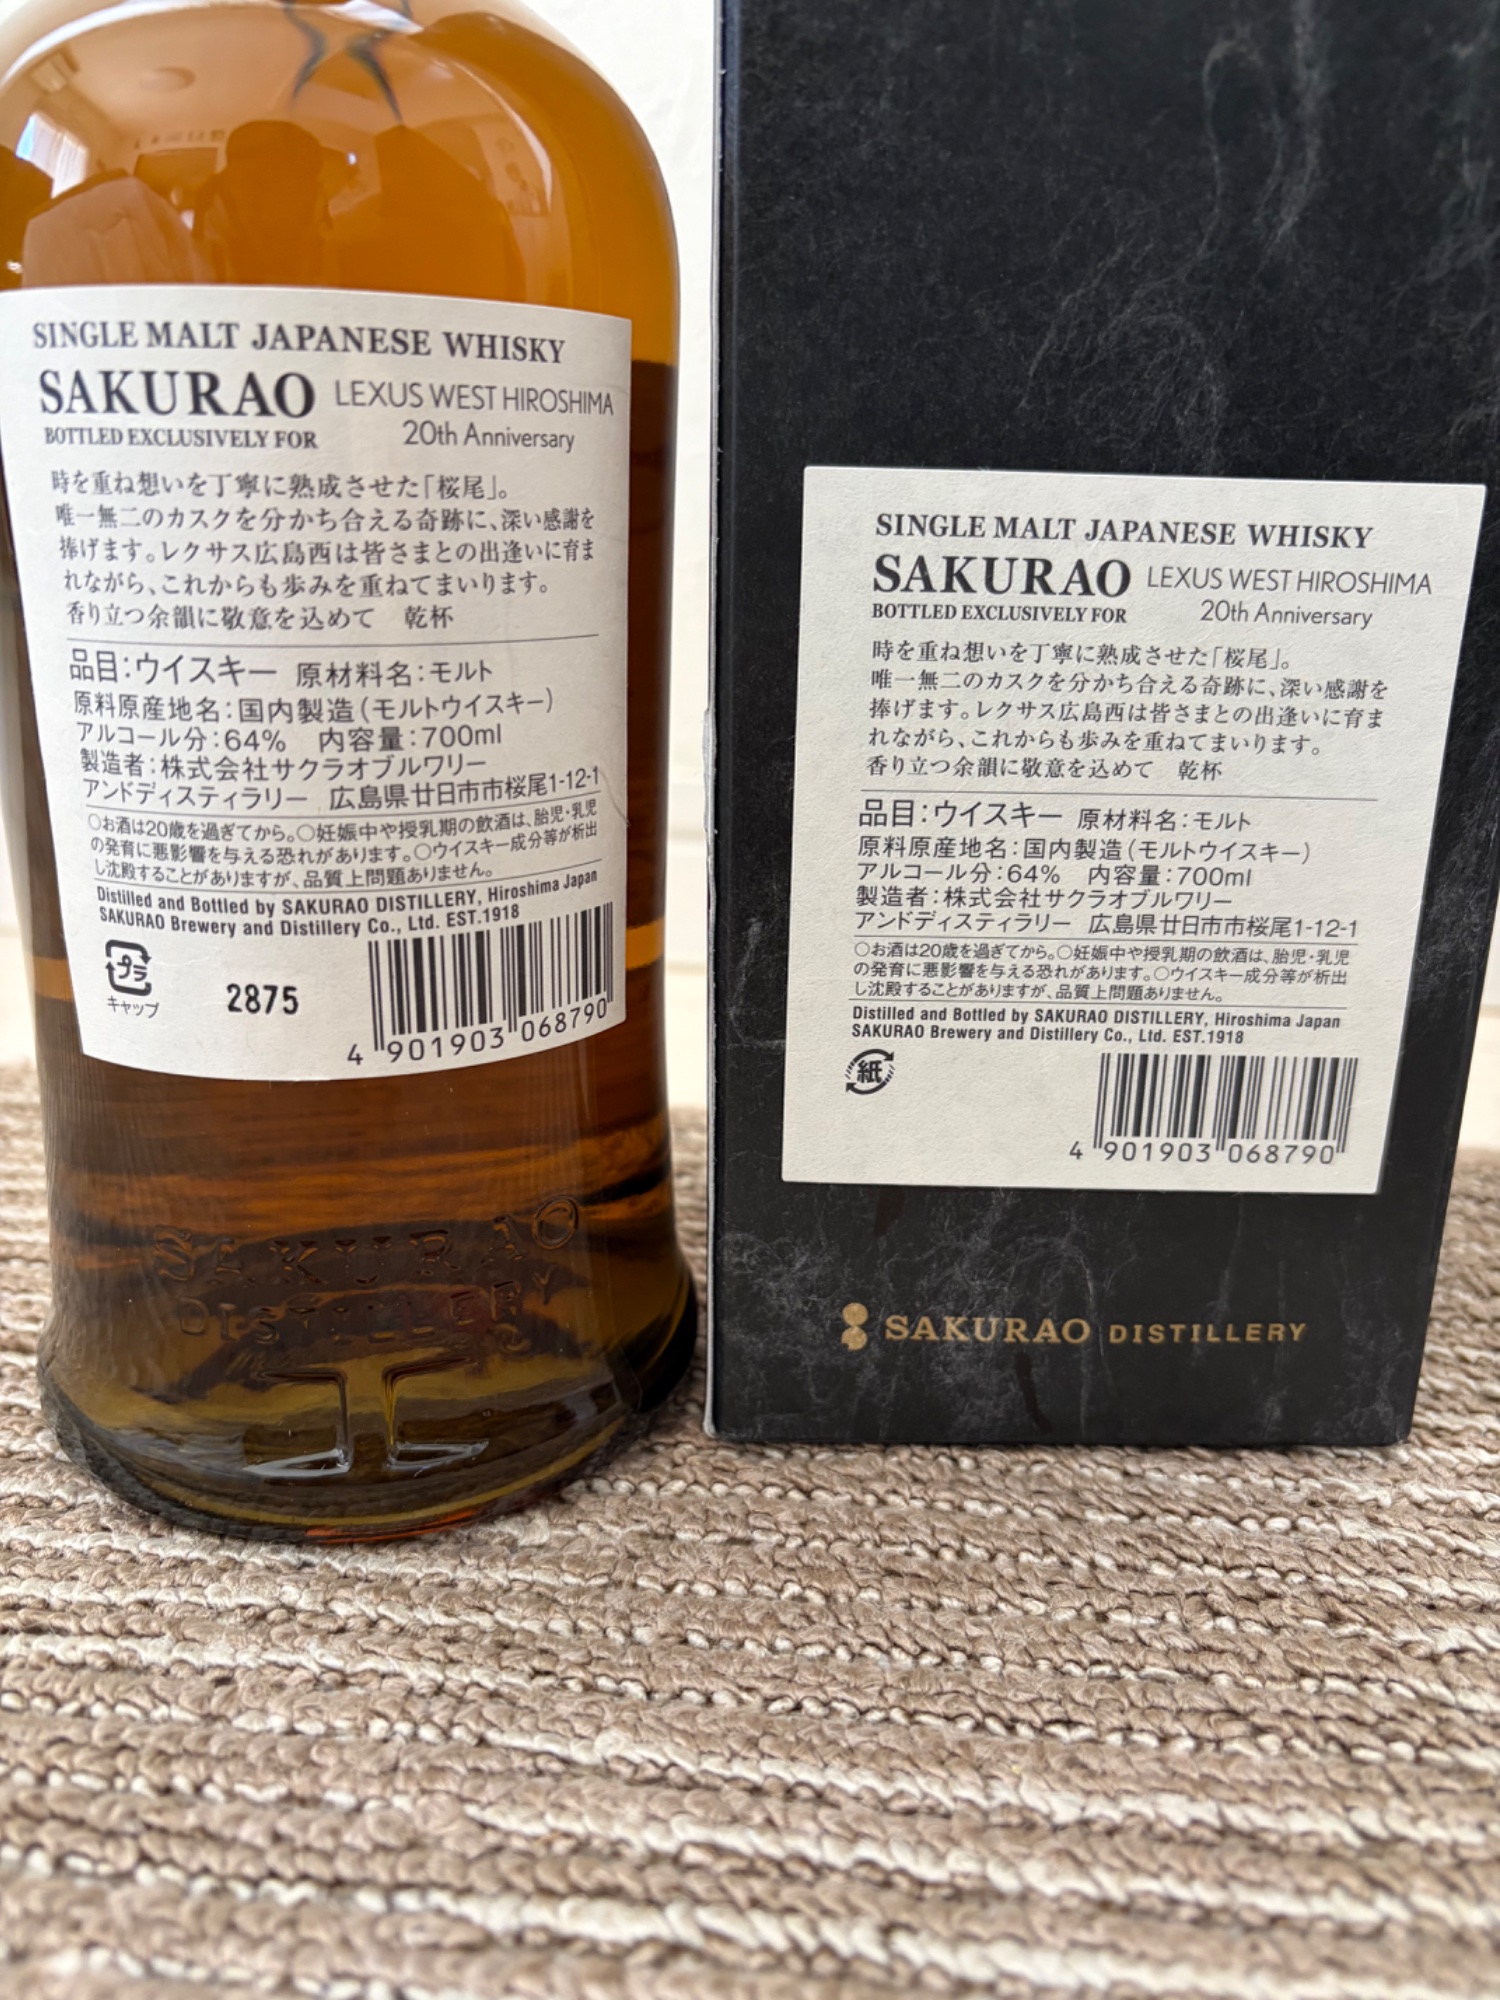 SINGLE MALT JAPANESE WHISKY
SAKURAO LEXUS WEST HIROSHIMA
BOTTLED EXCLUSIVELY FOR 20th Anniversary
時を重ね想いを丁寧に熟成させた「桜尾」。
唯一無二のカスクを分かち合える奇跡に、深い感謝を
捧げます。レクサス広島西は皆さまとの出逢いに育ま
れながら、これからも歩みを重ねてまいります。
香り立つ余韻に敬意を込めて　乾杯
品目:ウイスキー 原材料名:モルト
原料原産地名:国内製造(モルトウイスキー)
アルコール分:64% 内容量:700ml
製造者:株式会社サクラオブルワリー
アンドディスティラリー 広島県廿日市市桜尾1-12-1
○お酒は20歳を過ぎてから。○妊娠中や授乳期の飲酒は、胎児・乳児
の発育に悪影響を与える恐れがあります。○ウイスキー成分等が析出
し沈殿することがありますが、品質上問題ありません。
Distilled and Bottled by SAKURAO DISTILLERY, Hiroshima Japan
SAKURAO Brewery and Distillery Co., Ltd. EST.1918
プラ
キャップ
2875
4 901903 068790
SAKURAO
DISTILLERY
SINGLE MALT JAPANESE WHISKY
SAKURAO LEXUS WEST HIROSHIMA
BOTTLED EXCLUSIVELY FOR 20th Anniversary
時を重ね想いを丁寧に熟成させた「桜尾」。
唯一無二のカスクを分かち合える奇跡に、深い感謝を
捧げます。レクサス広島西は皆さまとの出逢いに育ま
れながら、これからも歩みを重ねてまいります。
香り立つ余韻に敬意を込めて　乾杯
品目:ウイスキー 原材料名:モルト
原料原産地名:国内製造(モルトウイスキー)
アルコール分:64% 内容量:700ml
製造者:株式会社サクラオブルワリー
アンドディスティラリー 広島県廿日市市桜尾1-12-1
○お酒は20歳を過ぎてから。○妊娠中や授乳期の飲酒は、胎児・乳児
の発育に悪影響を与える恐れがあります。○ウイスキー成分等が析出
し沈殿することがありますが、品質上問題ありません。
Distilled and Bottled by SAKURAO DISTILLERY, Hiroshima Japan
SAKURAO Brewery and Distillery Co., Ltd. EST.1918
紙
4 901903 068790
SAKURAO DISTILLERY